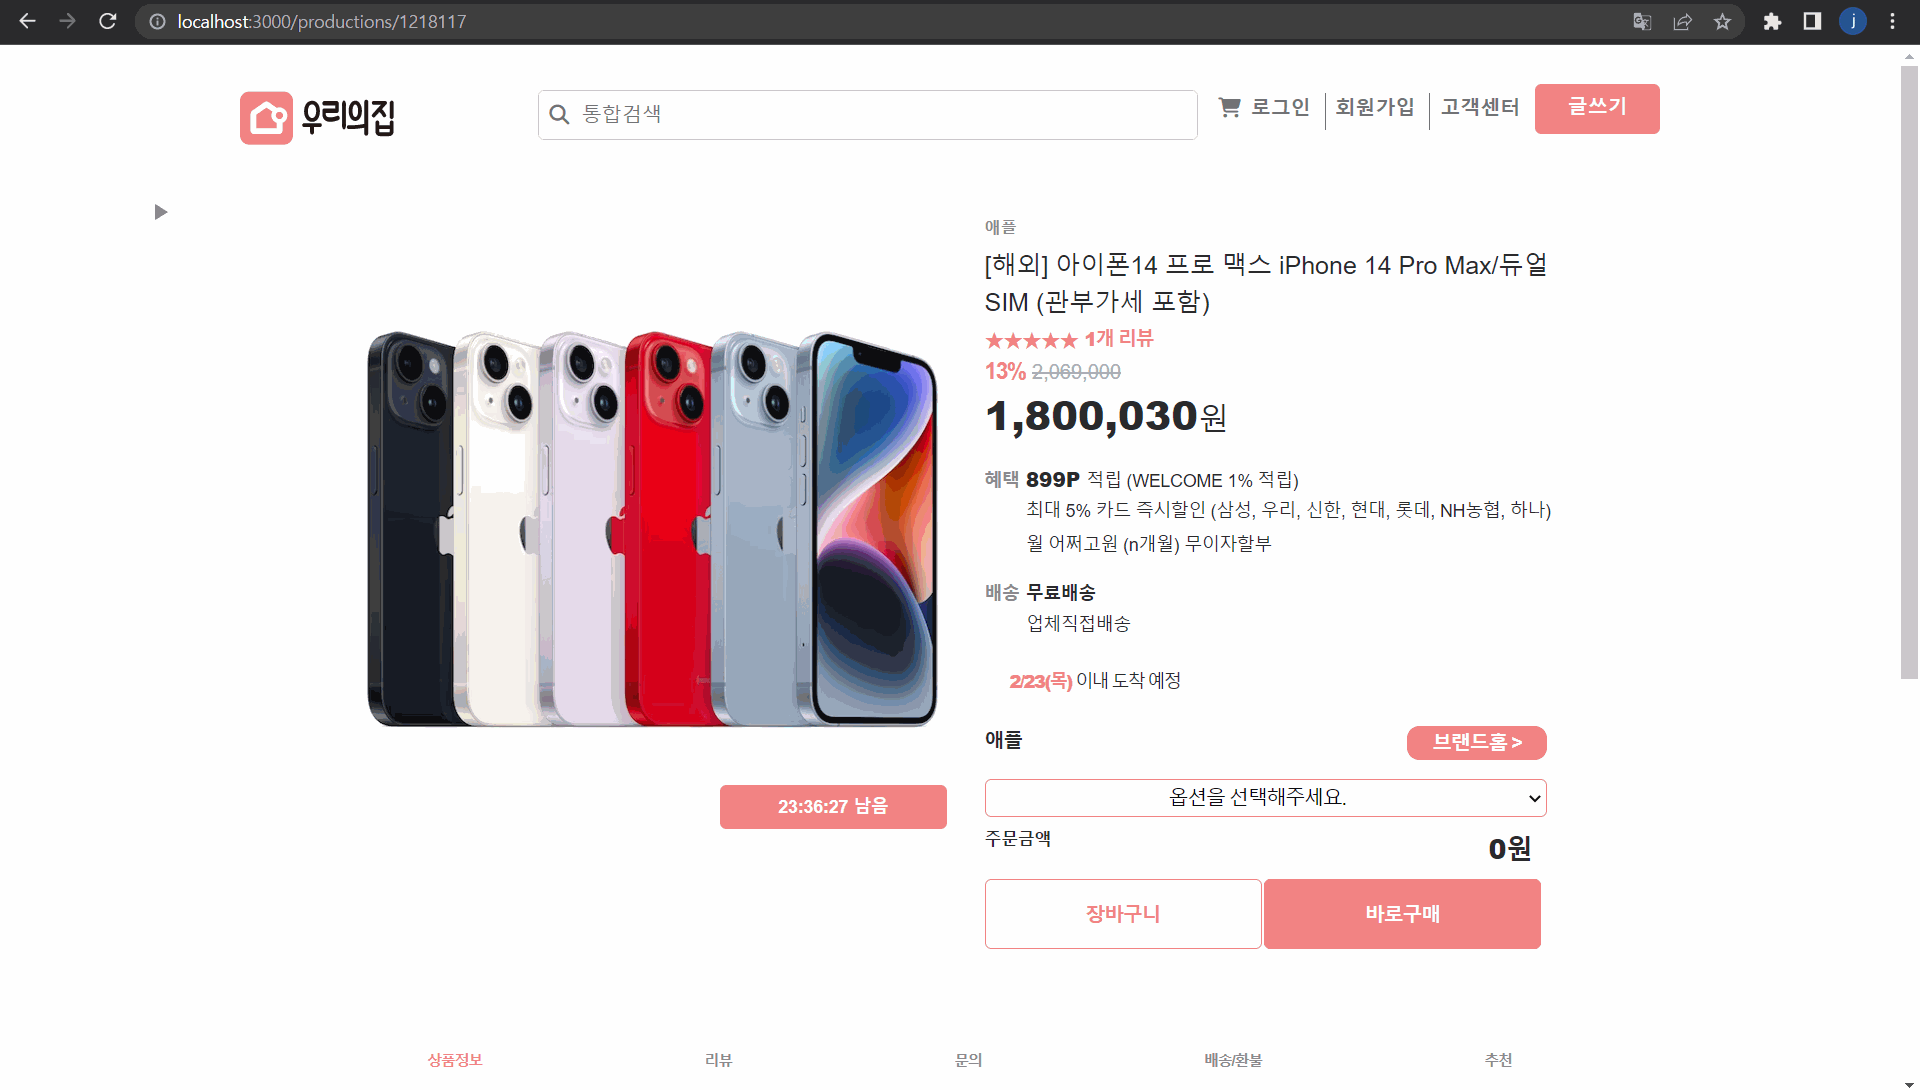 localhost:3000/productions/1218117
j
우리의집
통합검색
로그인
회원가입
고객센터
글쓰기
애플
[해외] 아이폰14 프로 맥스 iPhone 14 Pro Max/듀얼
SIM (관부가세 포함)
★★★★★ 1개 리뷰
13% 2,069,000
1,800,030원
혜택 899P 적립 (WELCOME 1% 적립)
최대 5% 카드 즉시할인 (삼성, 우리, 신한, 현대, 롯데, NH농협, 하나)
월 어쩌고원 (n개월) 무이자할부
배송 무료배송
업체직접배송
2/23(목) 이내 도착 예정
애플
브랜드홈 >
23:36:27 남음
옵션을 선택해주세요.
주문금액
0원
장바구니
바로구매
상품정보
리뷰
문의
배송/환불
추천